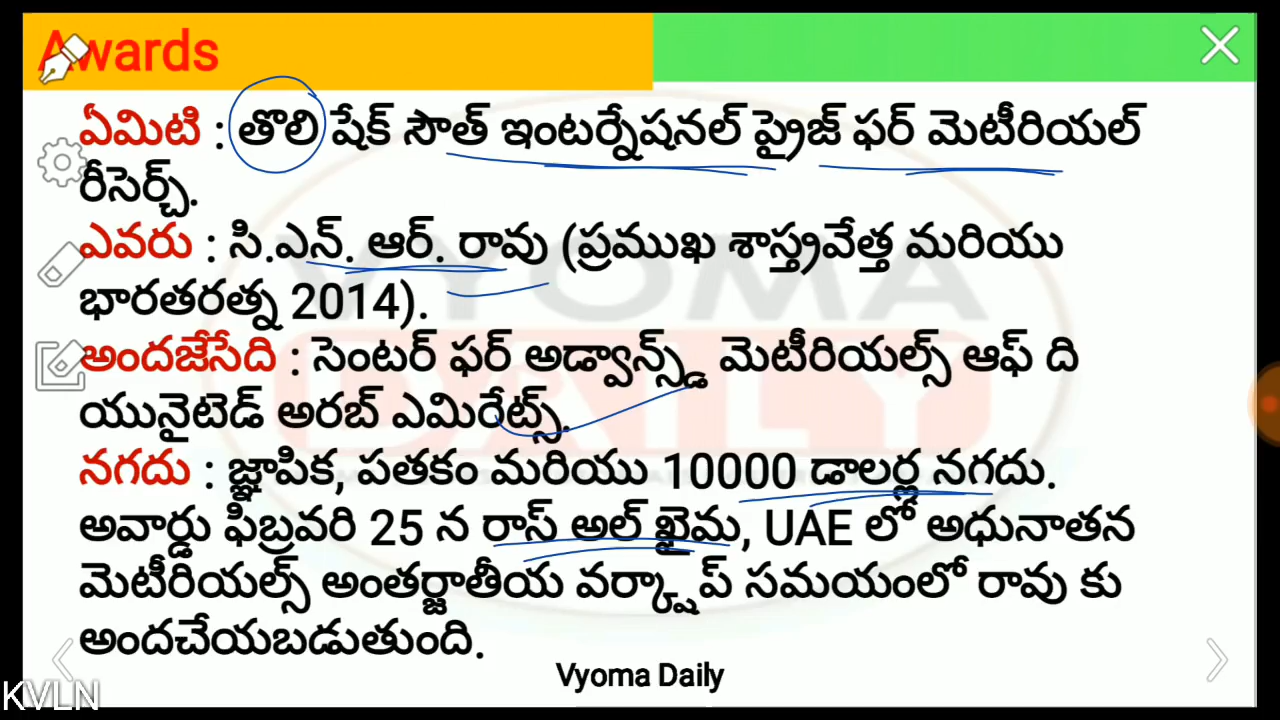 Awards
ఏమిటి : తొలి షేక్ సౌత్ ఇంటర్నేషనల్ ప్రైజ్ ఫర్ మెటీరియల్
రీసెర్చ్.
ఎవరు : సి.ఎన్. ఆర్. రావు (ప్రముఖ శాస్త్రవేత్త మరియు
భారతరత్న 2014).
అందజేసేది : సెంటర్ ఫర్ అడ్వాన్స్డ్ మెటీరియల్స్ ఆఫ్ ది
యునైటెడ్ అరబ్ ఎమిరేట్స్.
నగదు : జ్ఞాపిక, పతకం మరియు 10000 డాలర్ల నగదు.
అవార్డు ఫిబ్రవరి 25 న రాస్ అల్ ఖైమ, UAE లో అధునాతన
మెటీరియల్స్ అంతర్జాతీయ వర్క్షాప్ సమయంలో రావు కు
అందచేయబడుతుంది.
Vyoma Daily
KVLN
VYOMA
DAILY